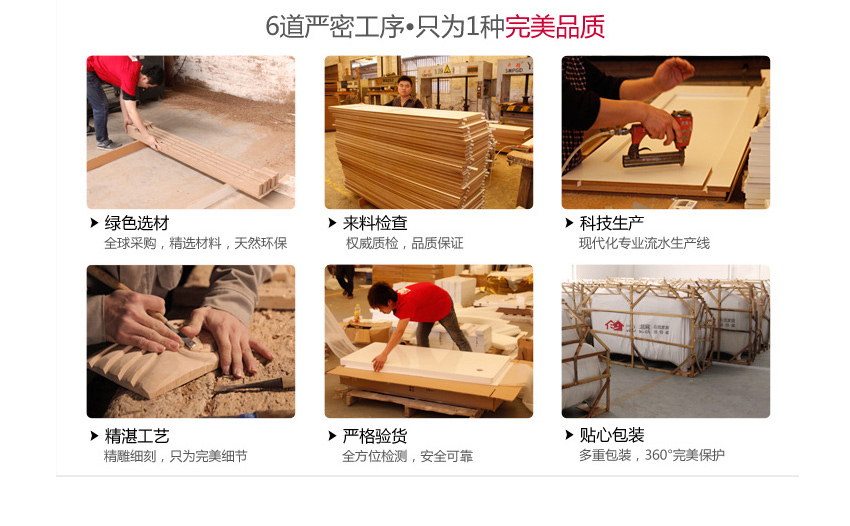 6道严密工序•只为1种完美品质
绿色选材
全球采购，精选材料，天然环保
来料检查
权威质检，品质保证
科技生产
现代化专业流水生产线
精湛工艺
精雕细刻，只为完美细节
严格验货
全方位检测，安全可靠
贴心包装
多重包装，360°完美保护